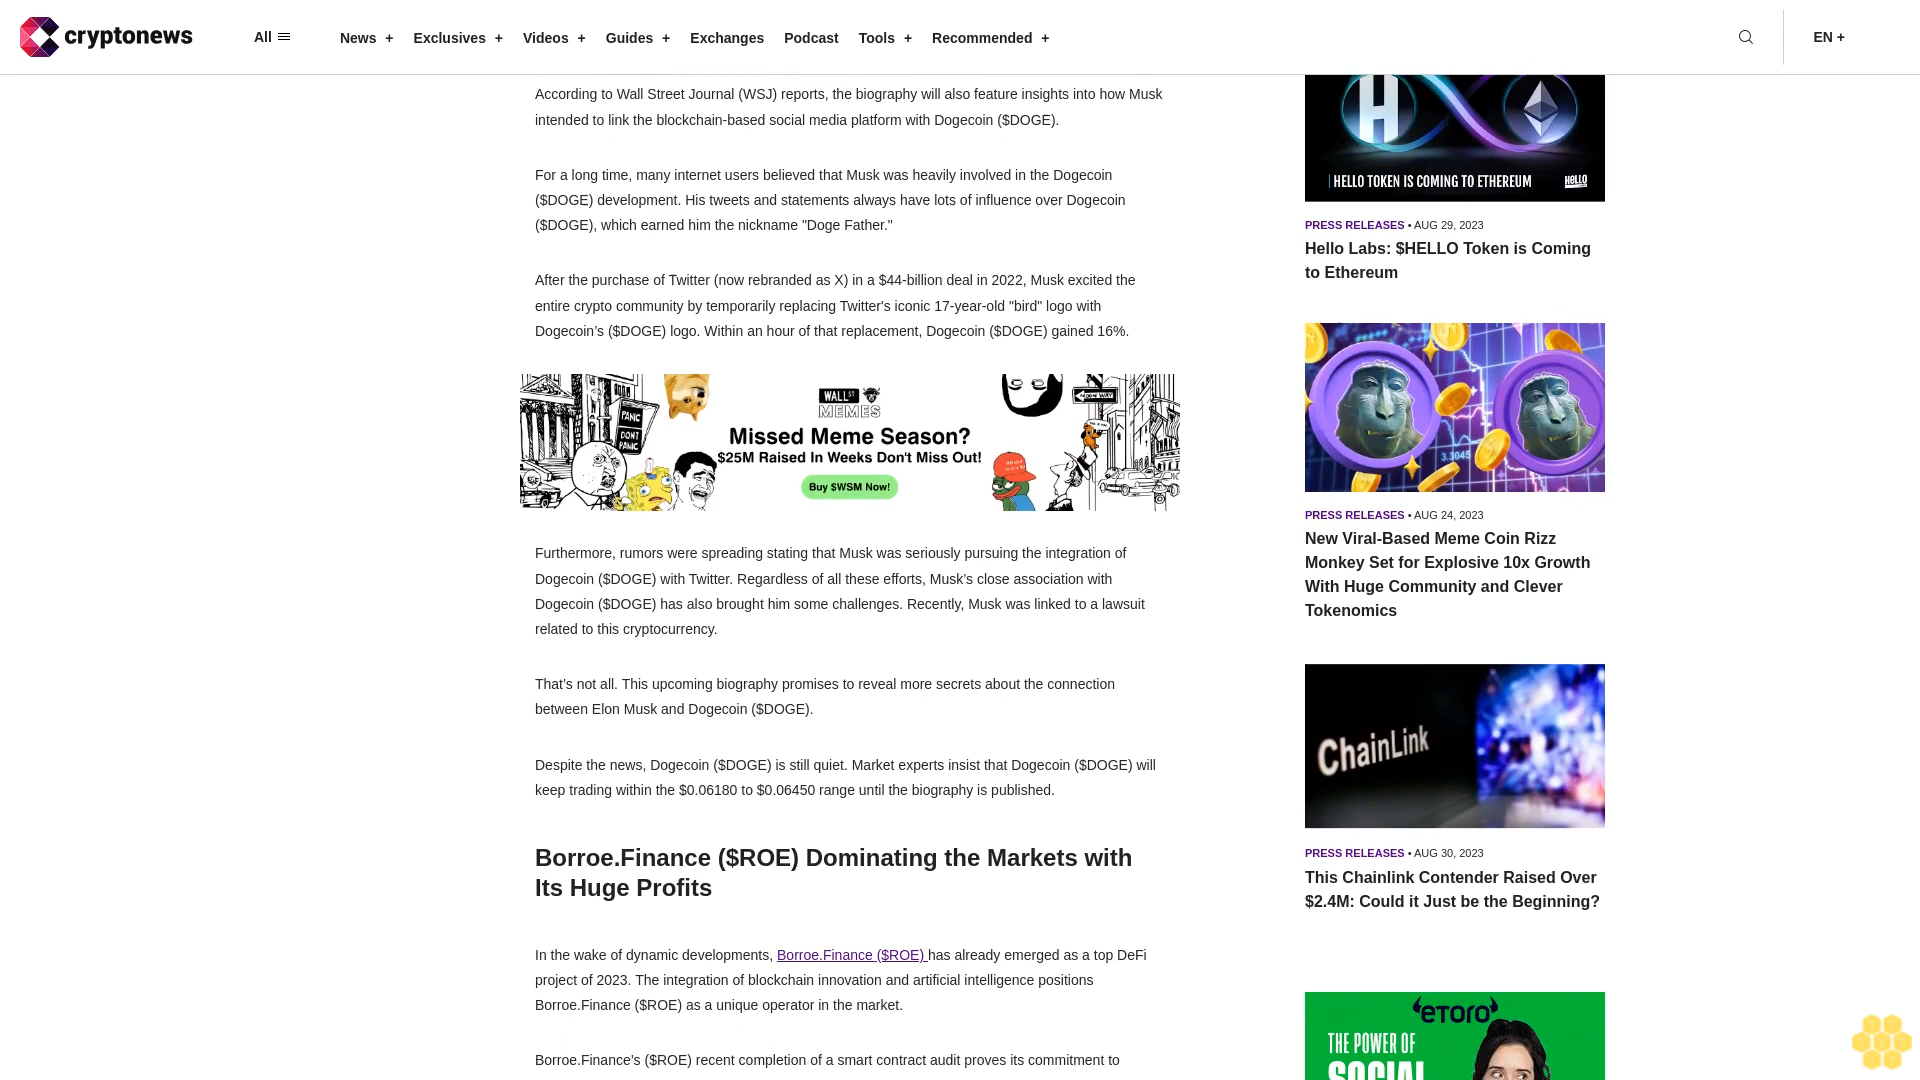 cryptonews
All
News +
Exclusives +
Videos +
Guides +
Exchanges
Podcast
Tools +
Recommended +
EN +
According to Wall Street Journal (WSJ) reports, the biography will also feature insights into how Musk
intended to link the blockchain-based social media platform with Dogecoin ($DOGE).
For a long time, many internet users believed that Musk was heavily involved in the Dogecoin
($DOGE) development. His tweets and statements always have lots of influence over Dogecoin
($DOGE), which earned him the nickname "Doge Father."
After the purchase of Twitter (now rebranded as X) in a $44-billion deal in 2022, Musk excited the
entire crypto community by temporarily replacing Twitter's iconic 17-year-old "bird" logo with
Dogecoin’s ($DOGE) logo. Within an hour of that replacement, Dogecoin ($DOGE) gained 16%.
PANIC
DONT
PANIC
WALL ST
MEMES
Missed Meme Season?
$25M Raised In Weeks Don't Miss Out!
Buy $WSM Now!
Furthermore, rumors were spreading stating that Musk was seriously pursuing the integration of
Dogecoin ($DOGE) with Twitter. Regardless of all these efforts, Musk’s close association with
Dogecoin ($DOGE) has also brought him some challenges. Recently, Musk was linked to a lawsuit
related to this cryptocurrency.
That’s not all. This upcoming biography promises to reveal more secrets about the connection
between Elon Musk and Dogecoin ($DOGE).
Despite the news, Dogecoin ($DOGE) is still quiet. Market experts insist that Dogecoin ($DOGE) will
keep trading within the $0.06180 to $0.06450 range until the biography is published.
Borroe.Finance ($ROE) Dominating the Markets with
Its Huge Profits
In the wake of dynamic developments, Borroe.Finance ($ROE) has already emerged as a top DeFi
project of 2023. The integration of blockchain innovation and artificial intelligence positions
Borroe.Finance ($ROE) as a unique operator in the market.
Borroe.Finance’s ($ROE) recent completion of a smart contract audit proves its commitment to
H
HELLO TOKEN IS COMING TO ETHEREUM
HELLO
PRESS RELEASES • AUG 29, 2023
Hello Labs: $HELLO Token is Coming
to Ethereum
3.3045
PRESS RELEASES • AUG 24, 2023
New Viral-Based Meme Coin Rizz
Monkey Set for Explosive 10x Growth
With Huge Community and Clever
Tokenomics
ChainLink
PRESS RELEASES • AUG 30, 2023
This Chainlink Contender Raised Over
$2.4M: Could it Just be the Beginning?
eToro
THE POWER OF
SOCIAL